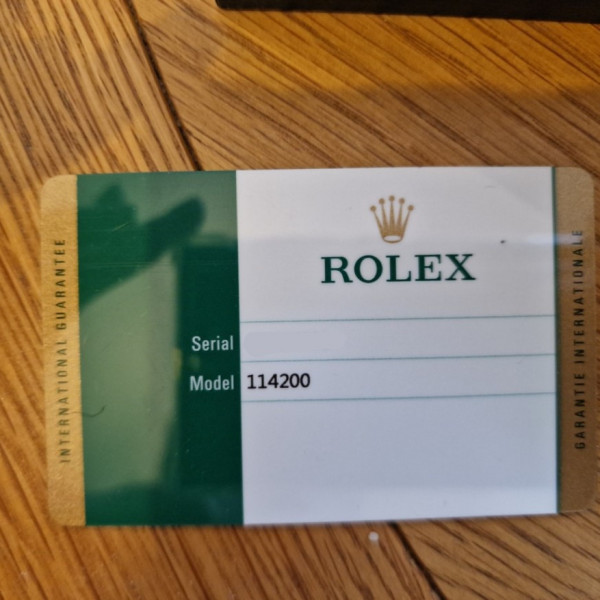 INTERNATIONAL GUARANTEE
ROLEX
Serial
Model 114200
GARANTIE INTERNATIONALE